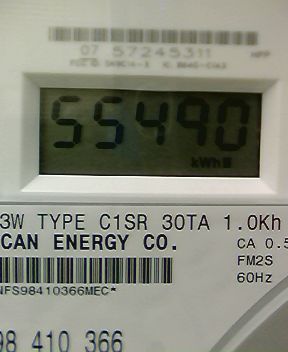 07 57245311
55490
kWh
3W TYPE C1SR 30TA 1.0Kh
CAN ENERGY CO.
CA 0.5
FM2S
60Hz
NFS98410366MEC*
98 410 366